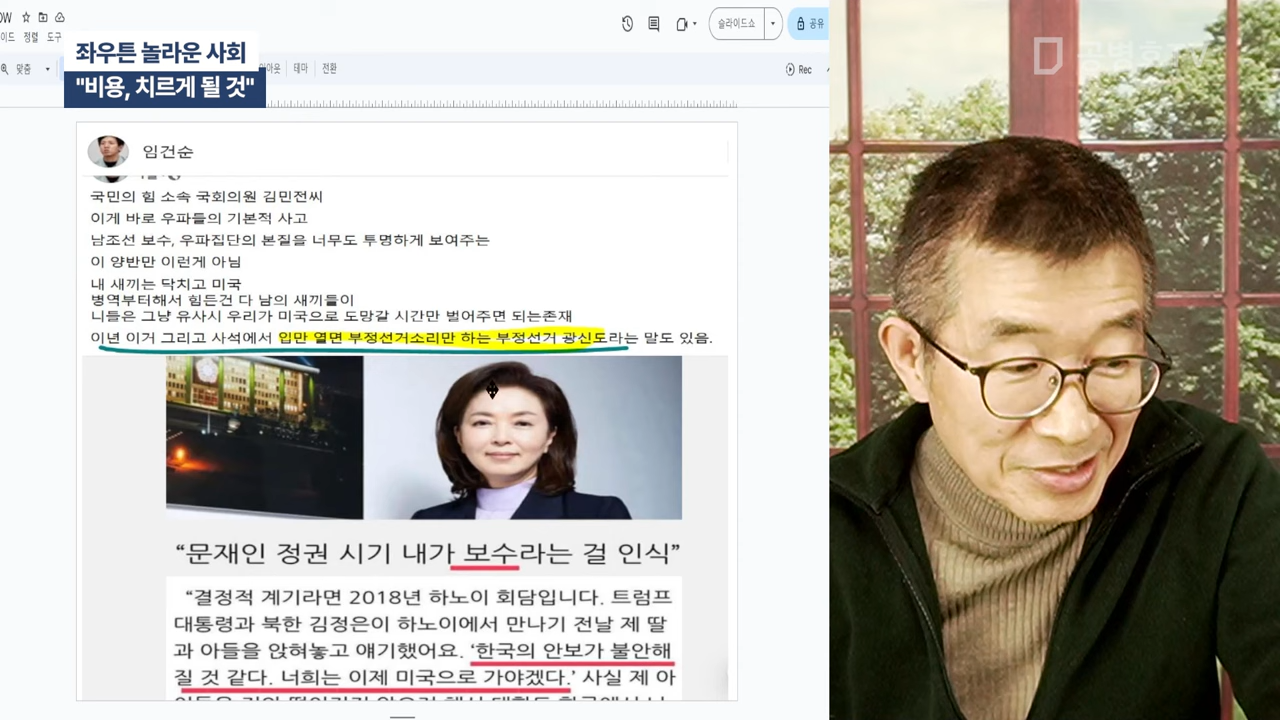 좌우튼 놀라운 사회
"비용, 치르게 될 것"
정렬
도구
맞춤
테마
전환
슬라이드쇼
공유
Rec
공병호TV
임건순
국민의 힘 소속 국회의원 김민전씨
이게 바로 우파들의 기본적 사고
남조선 보수, 우파집단의 본질을 너무도 투명하게 보여주는
이 양반만 이런게 아님
내 새끼는 닥치고 미국
병역부터해서 힘든건 다 남의 새끼들이
니들은 그냥 유사시 우리가 미국으로 도망갈 시간만 벌어주면 되는존재
이년 이거 그리고 사석에서 입만 열면 부정선거소리만 하는 부정선거 광신도라는 말도 있음.
“문재인 정권 시기 내가 보수라는 걸 인식”
“결정적 계기라면 2018년 하노이 회담입니다. 트럼프
대통령과 북한 김정은이 하노이에서 만나기 전날 제 딸
과 아들을 앉혀놓고 얘기했어요. ‘한국의 안보가 불안해
질 것 같다. 너희는 이제 미국으로 가야겠다.’ 사실 제 아